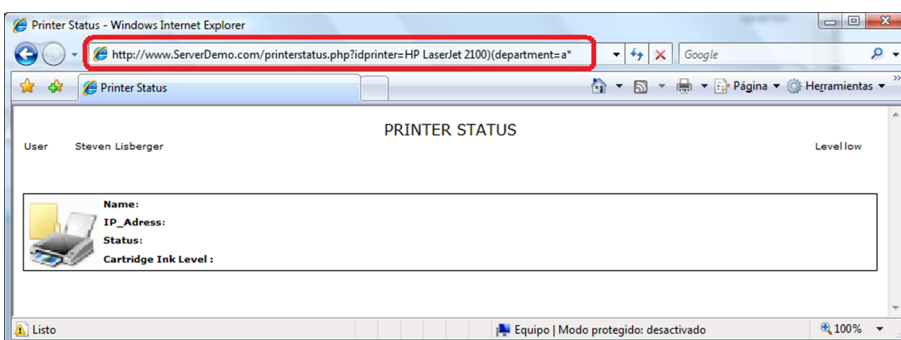 Printer Status - Windows Internet Explorer
http://www.ServerDemo.com/printerstatus.php?idprinter=HP LaserJet 2100)(department=a*
Google
Printer Status
Página
Herramientas
PRINTER STATUS
User Steven Lisberger Level low
Name:
IP_Adress:
Status:
Cartridge Ink Level :
Listo
Equipo | Modo protegido: desactivado
100%